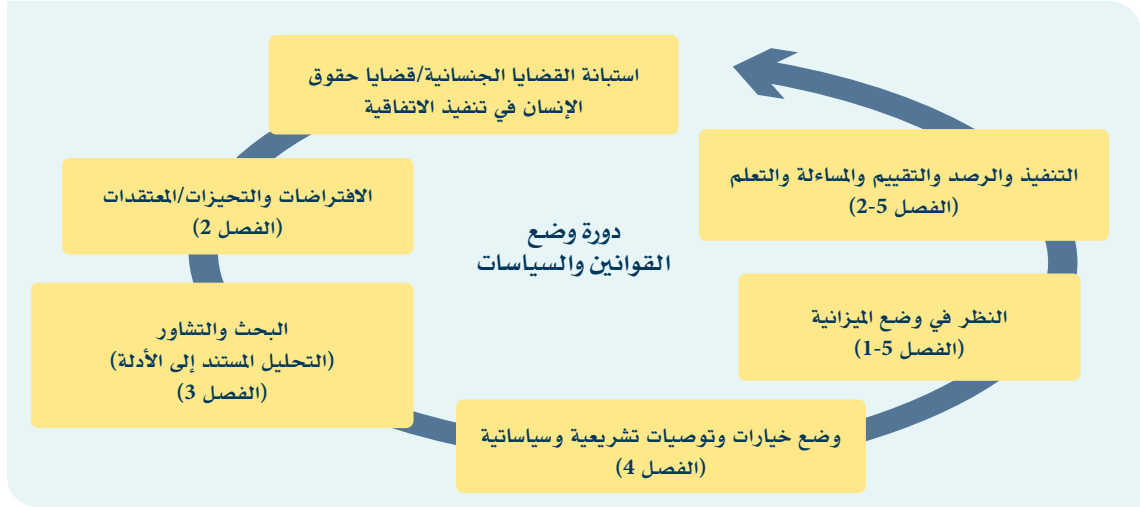 استبانة القضايا الجنسانية/قضايا حقوق
الإنسان في تنفيذ الاتفاقية
الافتراضات والتحيزات/المعتقدات
(الفصل 2)
البحث والتشاور
(التحليل المستند إلى الأدلة)
(الفصل 3)
وضع خيارات وتوصيات تشريعية وسياساتية
(الفصل 4)
النظر في وضع الميزانية
(الفصل 5-1)
التنفيذ والرصد والتقييم والمساءلة والتعلم
(الفصل 5-2)
دورة وضع
القوانين والسياسات